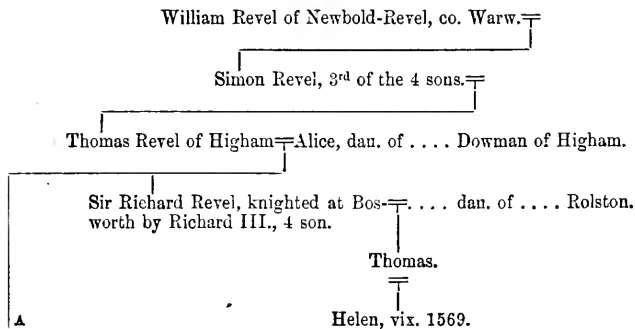 William Revel of Newbold-Revel, co. Warw.
Simon Revel, 3rd of the 4 sons.
Thomas Revel of Higham=Alice, dau. of .... Dowman of Higham.
Sir Richard Revel, knighted at Bos-=.... dau. of .... Rolston.
worth by Richard III., 4 son.
Thomas.
A
Helen, vix. 1569.